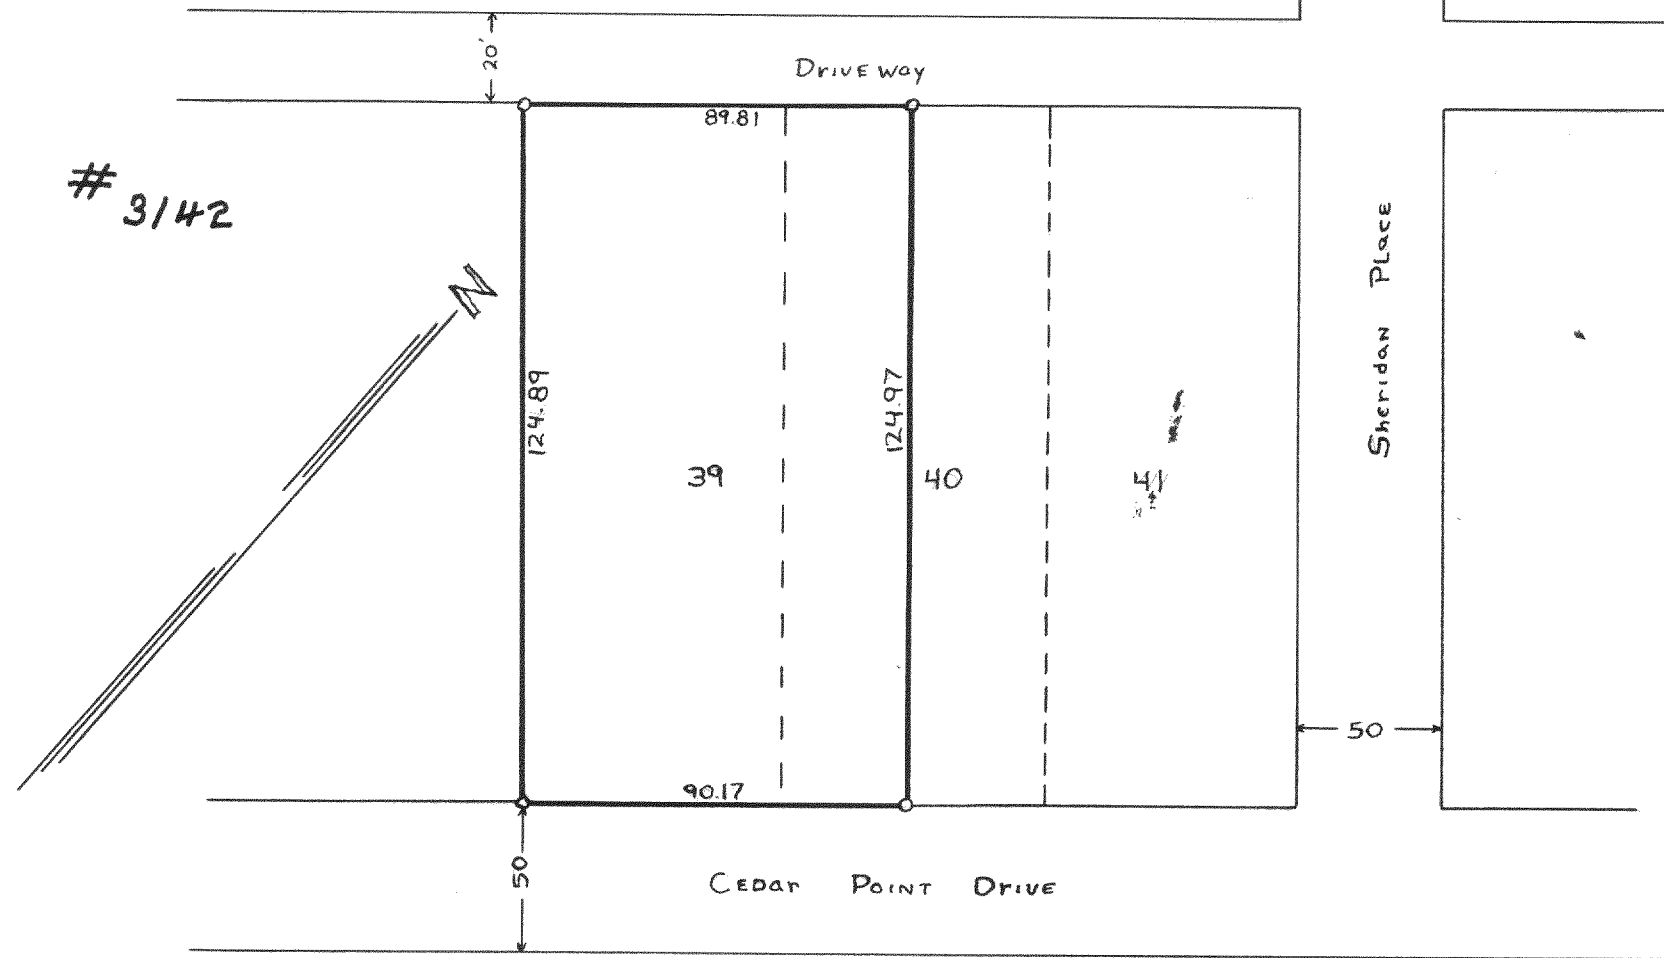 20'
Driveway
89.81
# 3142
N
Sheridan Place
124.89
124.97
39
40
50
90.17
50
Cedar Point Drive